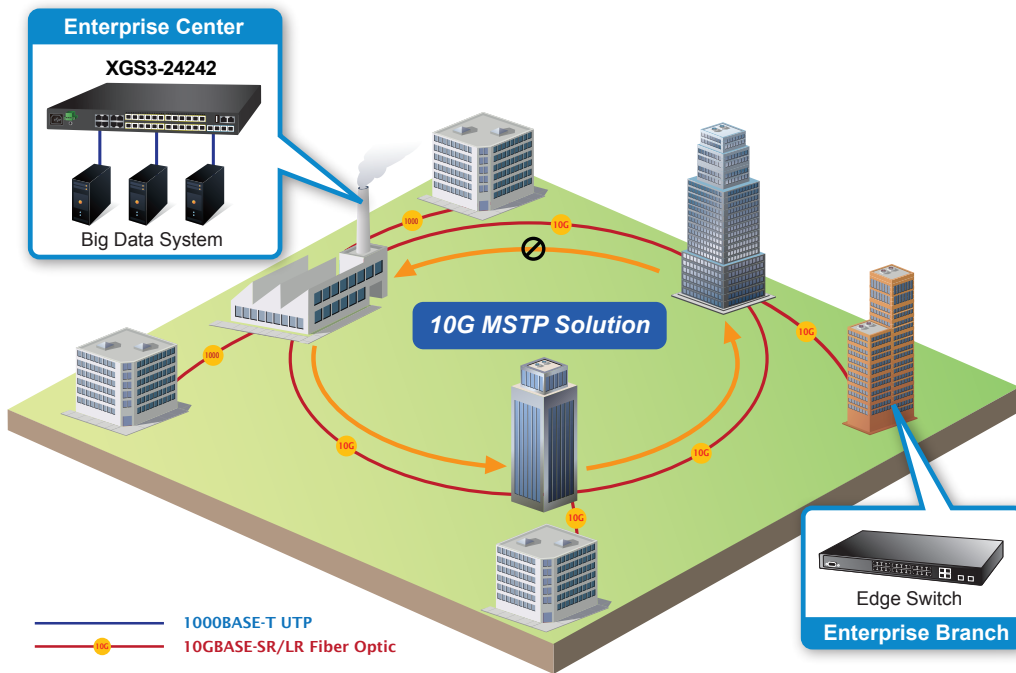 Enterprise Center
XGS3-24242
Big Data System
1000
10G
10G MSTP Solution
10G
1000
10G
10G
10G
Edge Switch
Enterprise Branch
1000BASE-T UTP
10G
10GBASE-SR/LR Fiber Optic